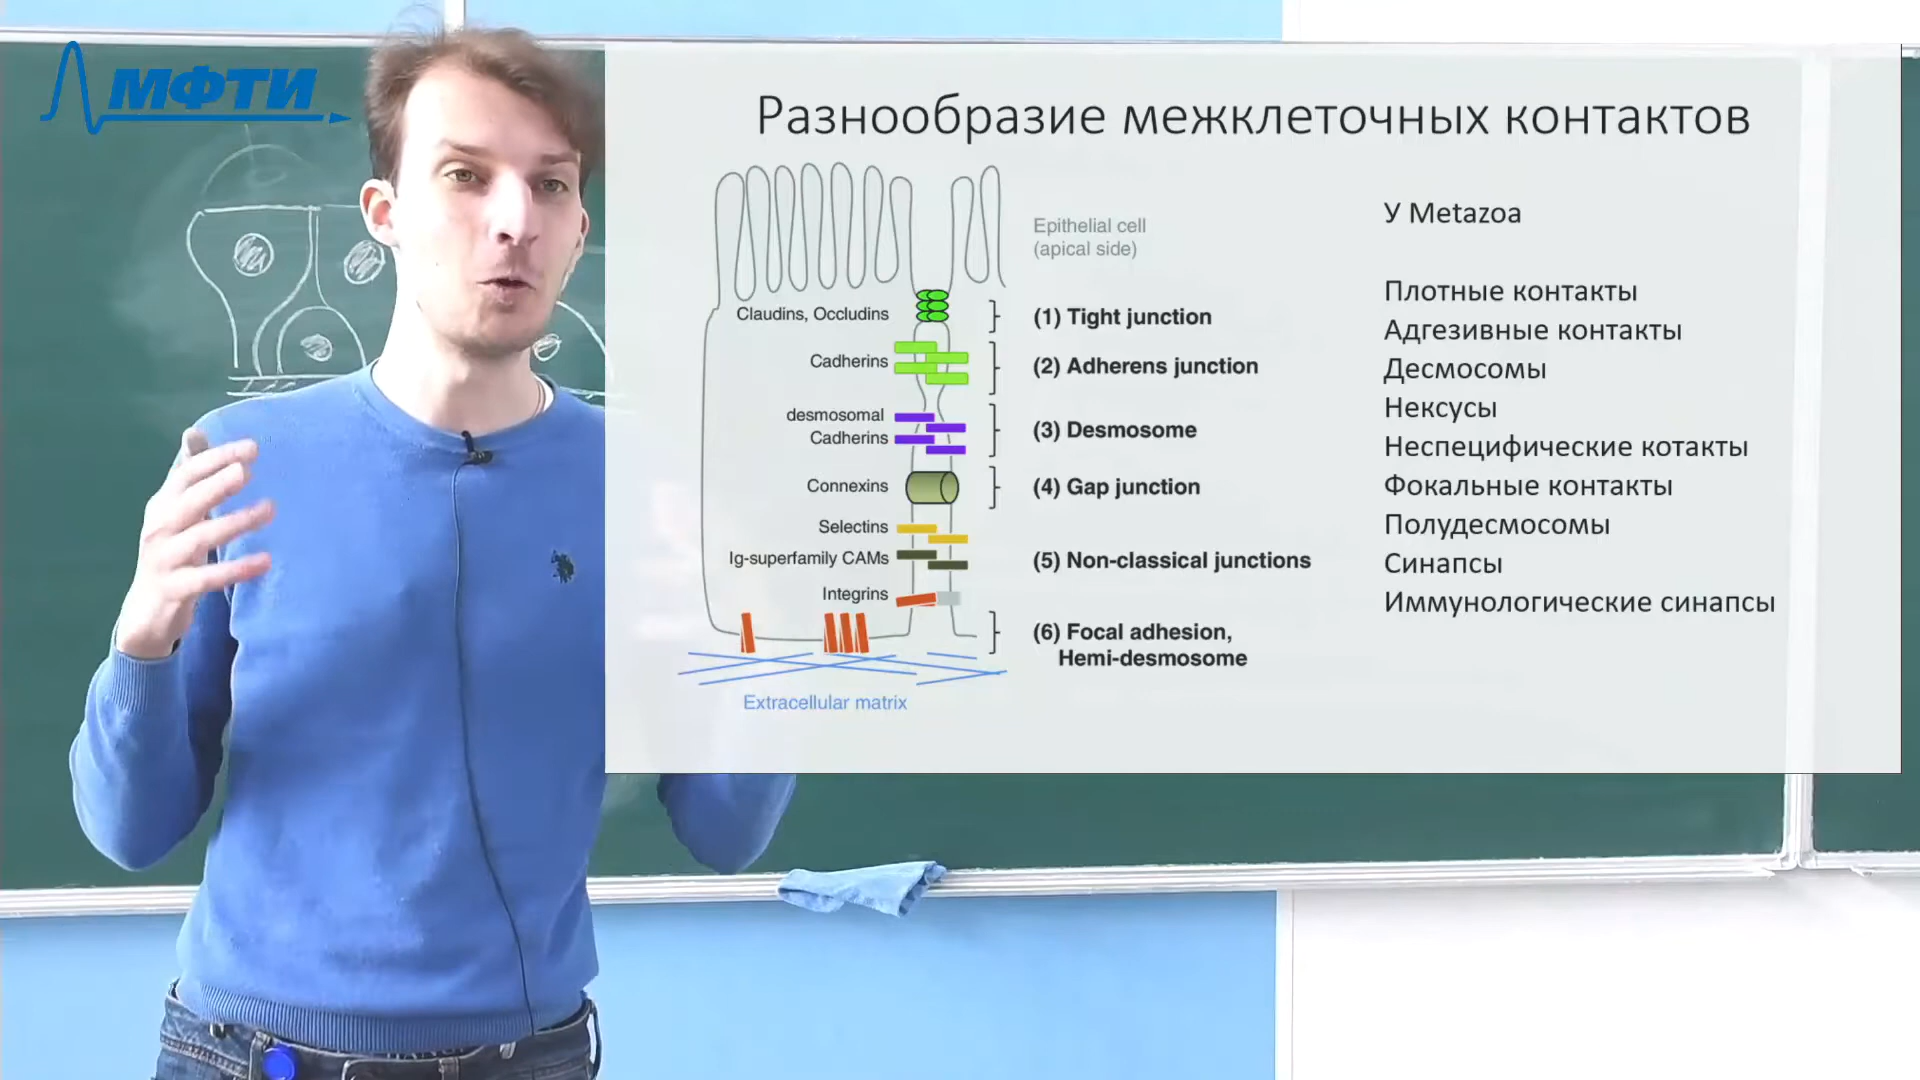 МФТИ
Разнообразие межклеточных контактов
Epithelial cell
(apical side)
Claudins, Occludins
(1) Tight junction
Cadherins
(2) Adherens junction
desmosomal
Cadherins
(3) Desmosome
Connexins
(4) Gap junction
Selectins
Ig-superfamily CAMs
(5) Non-classical junctions
Integrins
(6) Focal adhesion,
Hemi-desmosome
Extracellular matrix
У Metazoa
Плотные контакты
Адгезивные контакты
Десмосомы
Нексусы
Неспецифические котакты
Фокальные контакты
Полудесмосомы
Синапсы
Иммунологические синапсы